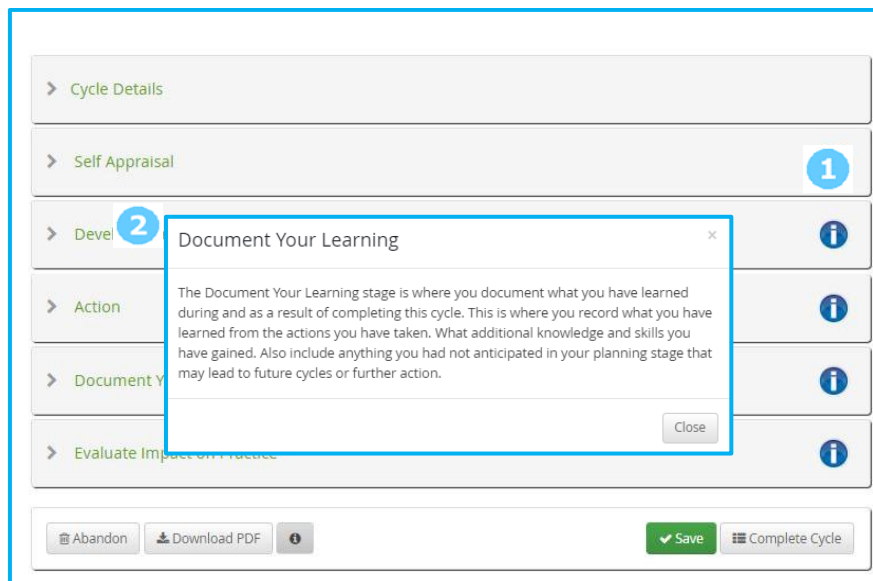 Cycle Details
Self Appraisal
1
Devel
2
Document Your Learning
×
The Document Your Learning stage is where you document what you have learned
during and as a result of completing this cycle. This is where you record what you have
learned from the actions you have taken. What additional knowledge and skills you
have gained. Also include anything you had not anticipated in your planning stage that
may lead to future cycles or further action.
Close
Action
Document Y
Evaluate Impact on Practice
Abandon
Download PDF
Save
Complete Cycle